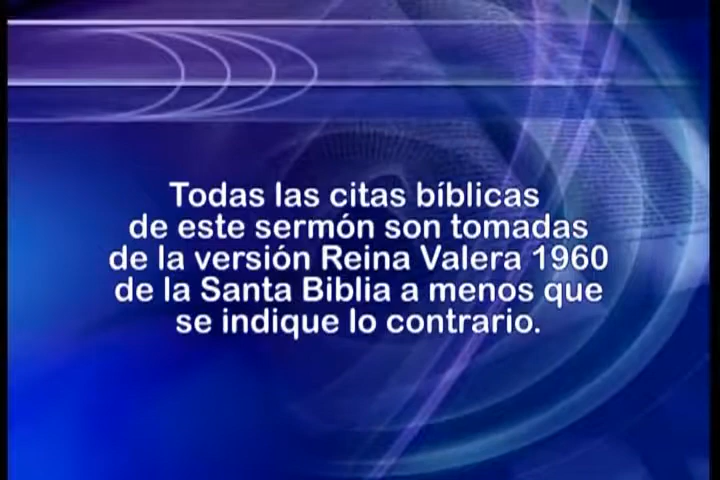 Todas las citas bíblicas
de este sermón son tomadas
de la versión Reina Valera 1960
de la Santa Biblia a menos que
se indique lo contrario.